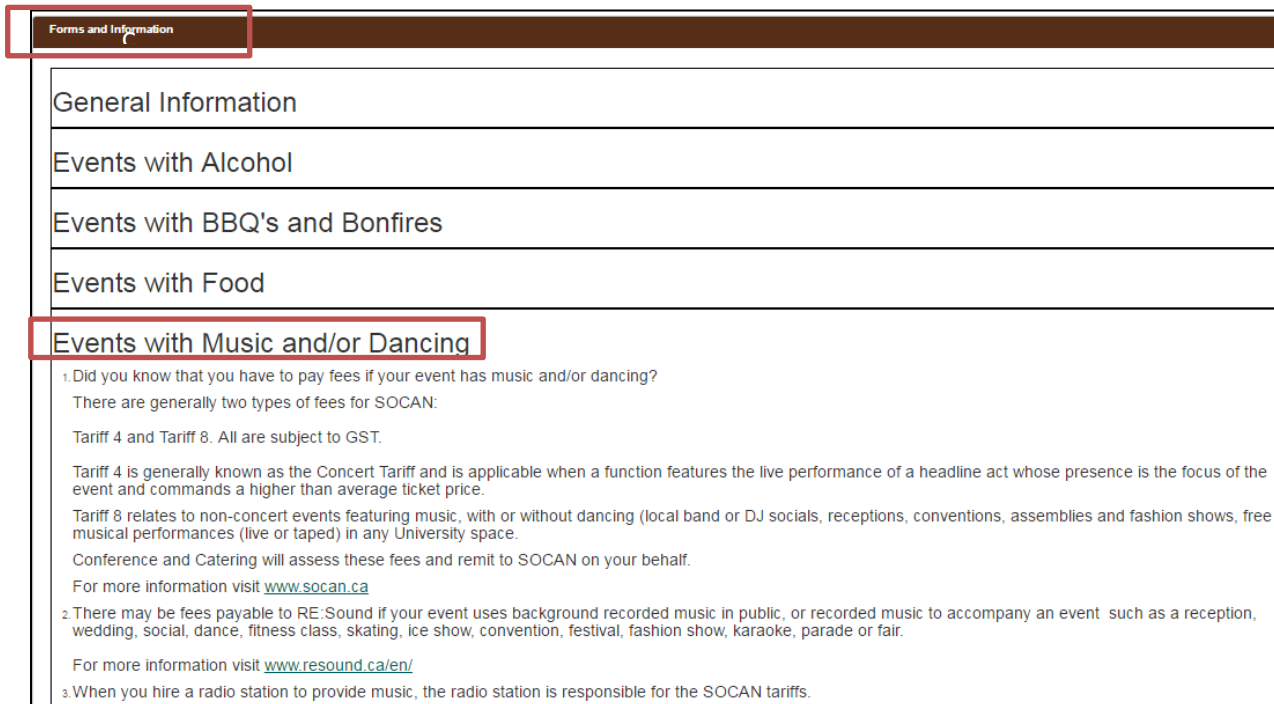 Forms and Information
General Information
Events with Alcohol
Events with BBQ's and Bonfires
Events with Food
Events with Music and/or Dancing
1. Did you know that you have to pay fees if your event has music and/or dancing?
There are generally two types of fees for SOCAN:
Tariff 4 and Tariff 8. All are subject to GST.
Tariff 4 is generally known as the Concert Tariff and is applicable when a function features the live performance of a headline act whose presence is the focus of the
event and commands a higher than average ticket price.
Tariff 8 relates to non-concert events featuring music, with or without dancing (local band or DJ socials, receptions, conventions, assemblies and fashion shows, free
musical performances (live or taped) in any University space.
Conference and Catering will assess these fees and remit to SOCAN on your behalf.
For more information visit www.socan.ca
2. There may be fees payable to RE:Sound if your event uses background recorded music in public, or recorded music to accompany an event such as a reception,
wedding, social, dance, fitness class, skating, ice show, convention, festival, fashion show, karaoke, parade or fair.
For more information visit www.resound.ca/en/
3. When you hire a radio station to provide music, the radio station is responsible for the SOCAN tariffs.